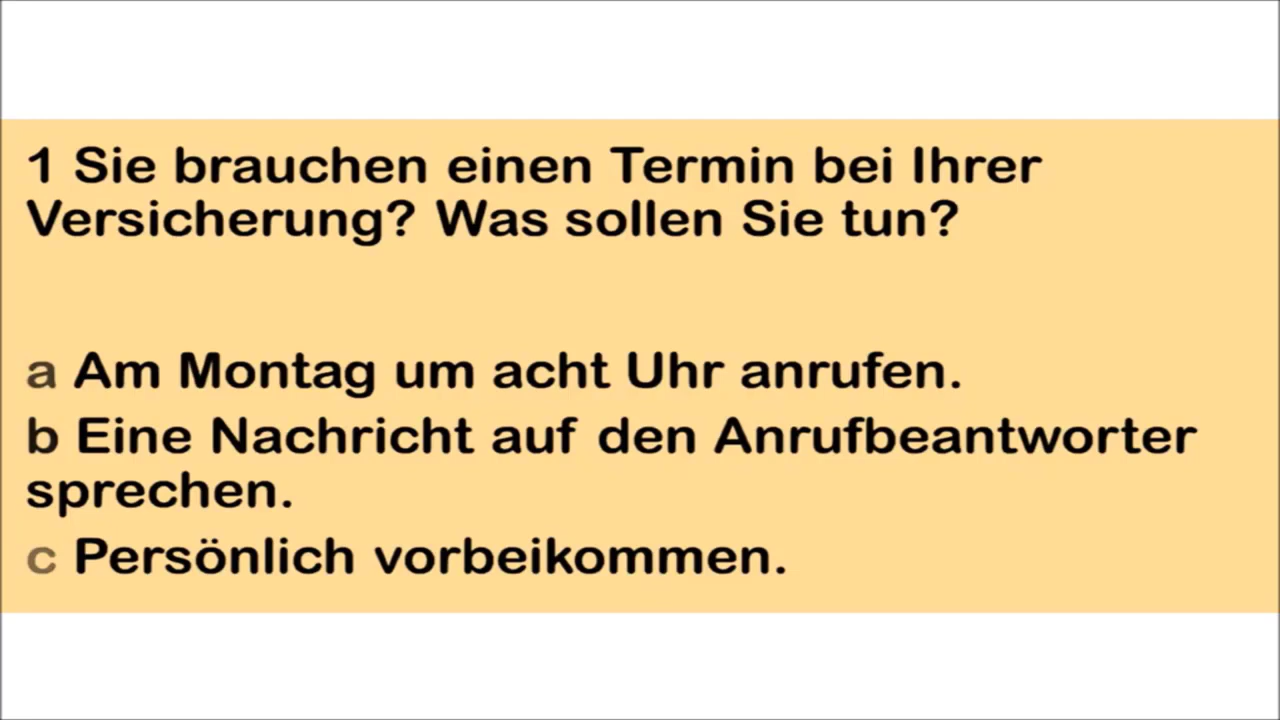 1 Sie brauchen einen Termin bei Ihrer
Versicherung? Was sollen Sie tun?
a Am Montag um acht Uhr anrufen.
b Eine Nachricht auf den Anrufbeantworter
sprechen.
c Persönlich vorbeikommen.